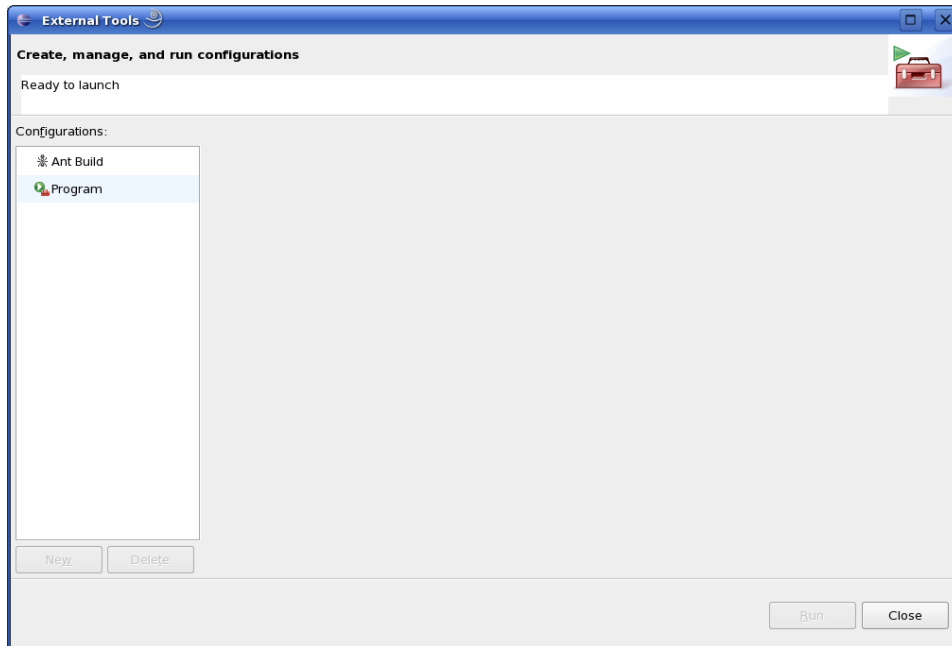 External Tools
Create, manage, and run configurations
Ready to launch
Configurations:
Ant Build
Program
New
Delete
Run
Close